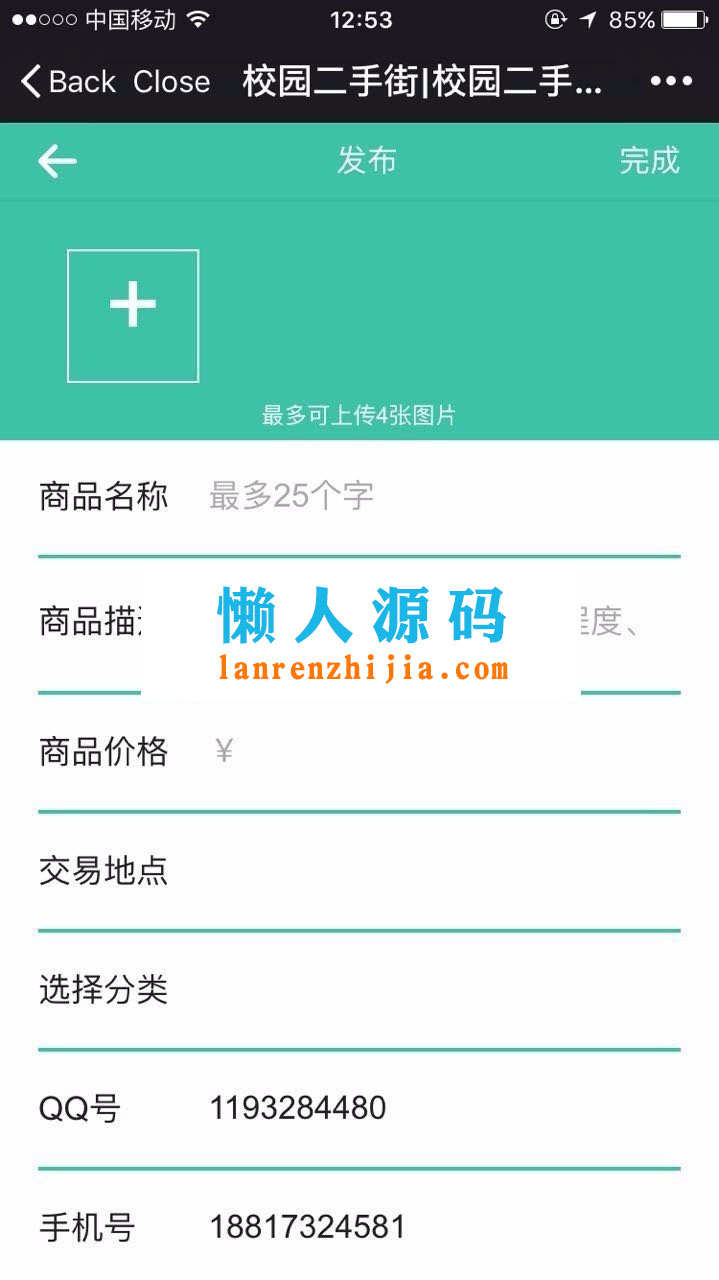 中国移动 12:53 85%
Back Close 校园二手街|校园二手...
发布 完成
最多可上传4张图片
商品名称 最多25个字
懒人源码
商品描 程度、
lanrenzhijia.com
商品价格 ¥
交易地点
选择分类
QQ号 1193284480
手机号 18817324581